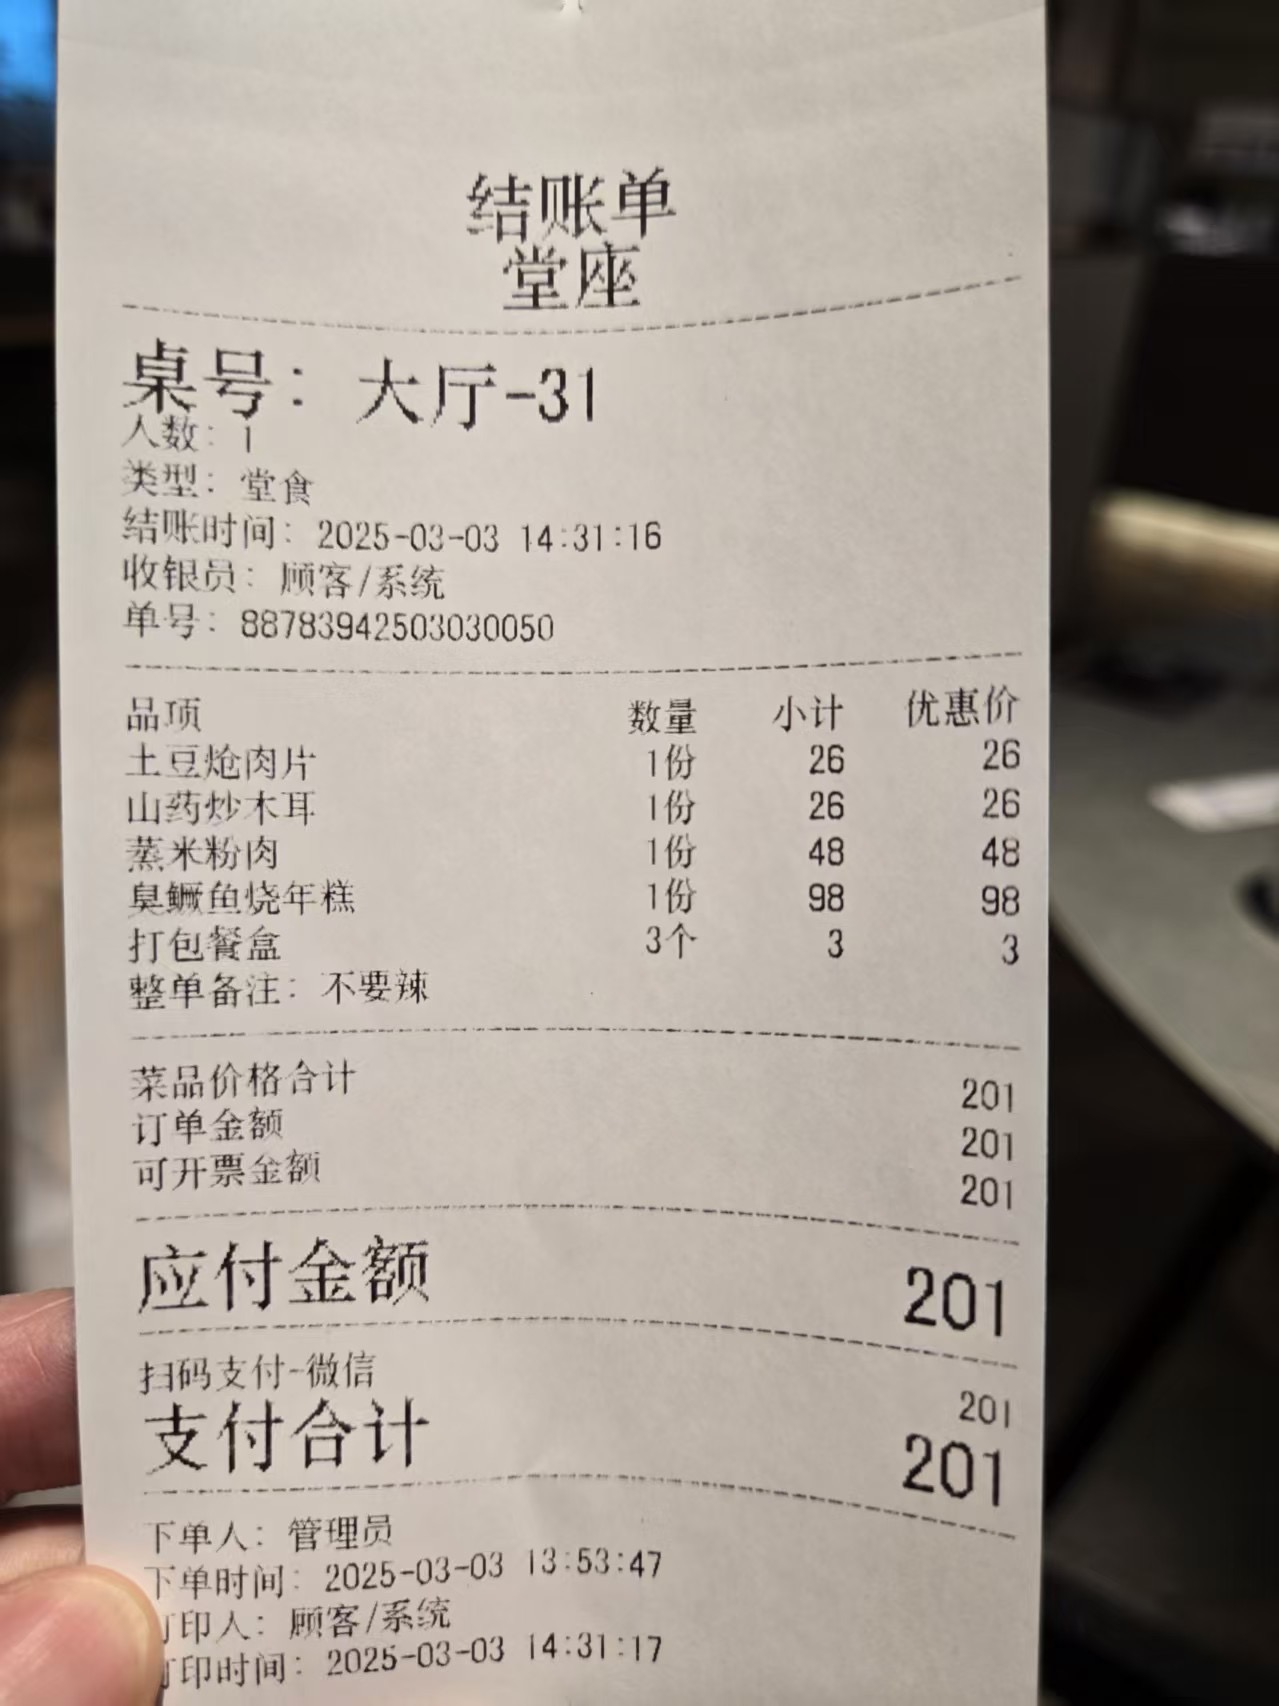 结账单
堂座
桌号：大厅-31
人数：1
类型：堂食
结账时间：2025-03-03 14:31:16
收银员：顾客/系统
单号：88783942503030050
品项 数量 小计 优惠价
土豆炝肉片 1份 26 26
山药炒木耳 1份 26 26
蒸米粉肉 1份 48 48
臭鳜鱼烧年糕 1份 98 98
打包餐盒 3个 3 3
整单备注：不要辣
菜品价格合计 201
订单金额 201
可开票金额 201
应付金额 201
扫码支付-微信 201
支付合计 201
下单人：管理员
下单时间：2025-03-03 13:53:47
打印人：顾客/系统
打印时间：2025-03-03 14:31:17